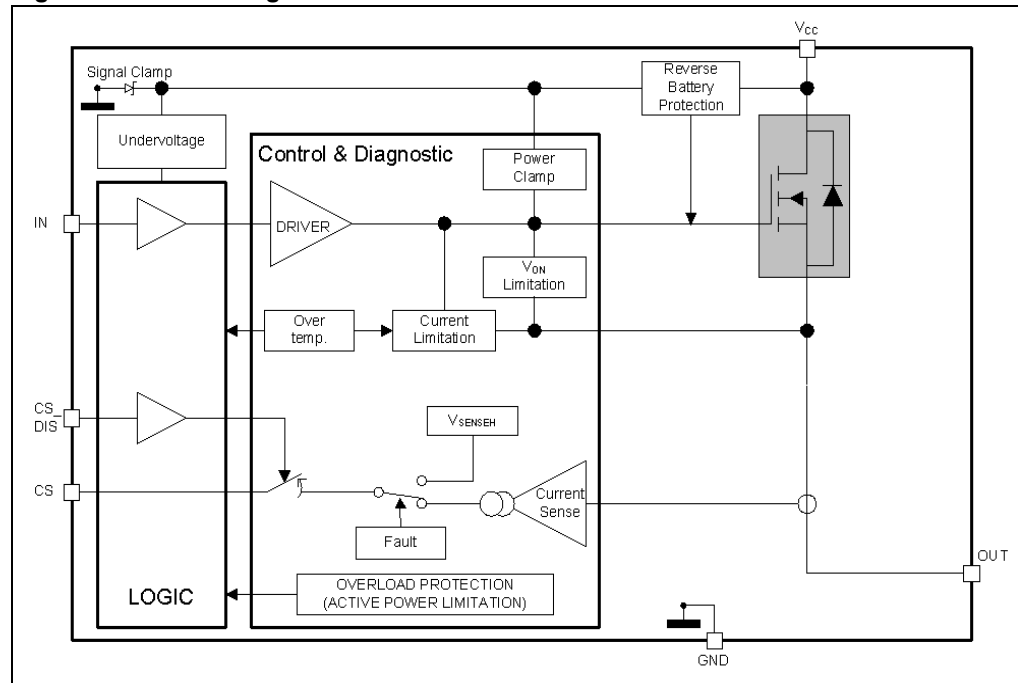 VCC
Signal Clamp
Reverse
Battery
Protection
Undervoltage
Control & Diagnostic
Power
Clamp
IN
DRIVER
VON
Limitation
Over
temp.
Current
Limitation
CS_
DIS
VSENSEH
CS
Current
Sense
Fault
OUT
OVERLOAD PROTECTION
(ACTIVE POWER LIMITATION)
LOGIC
GND